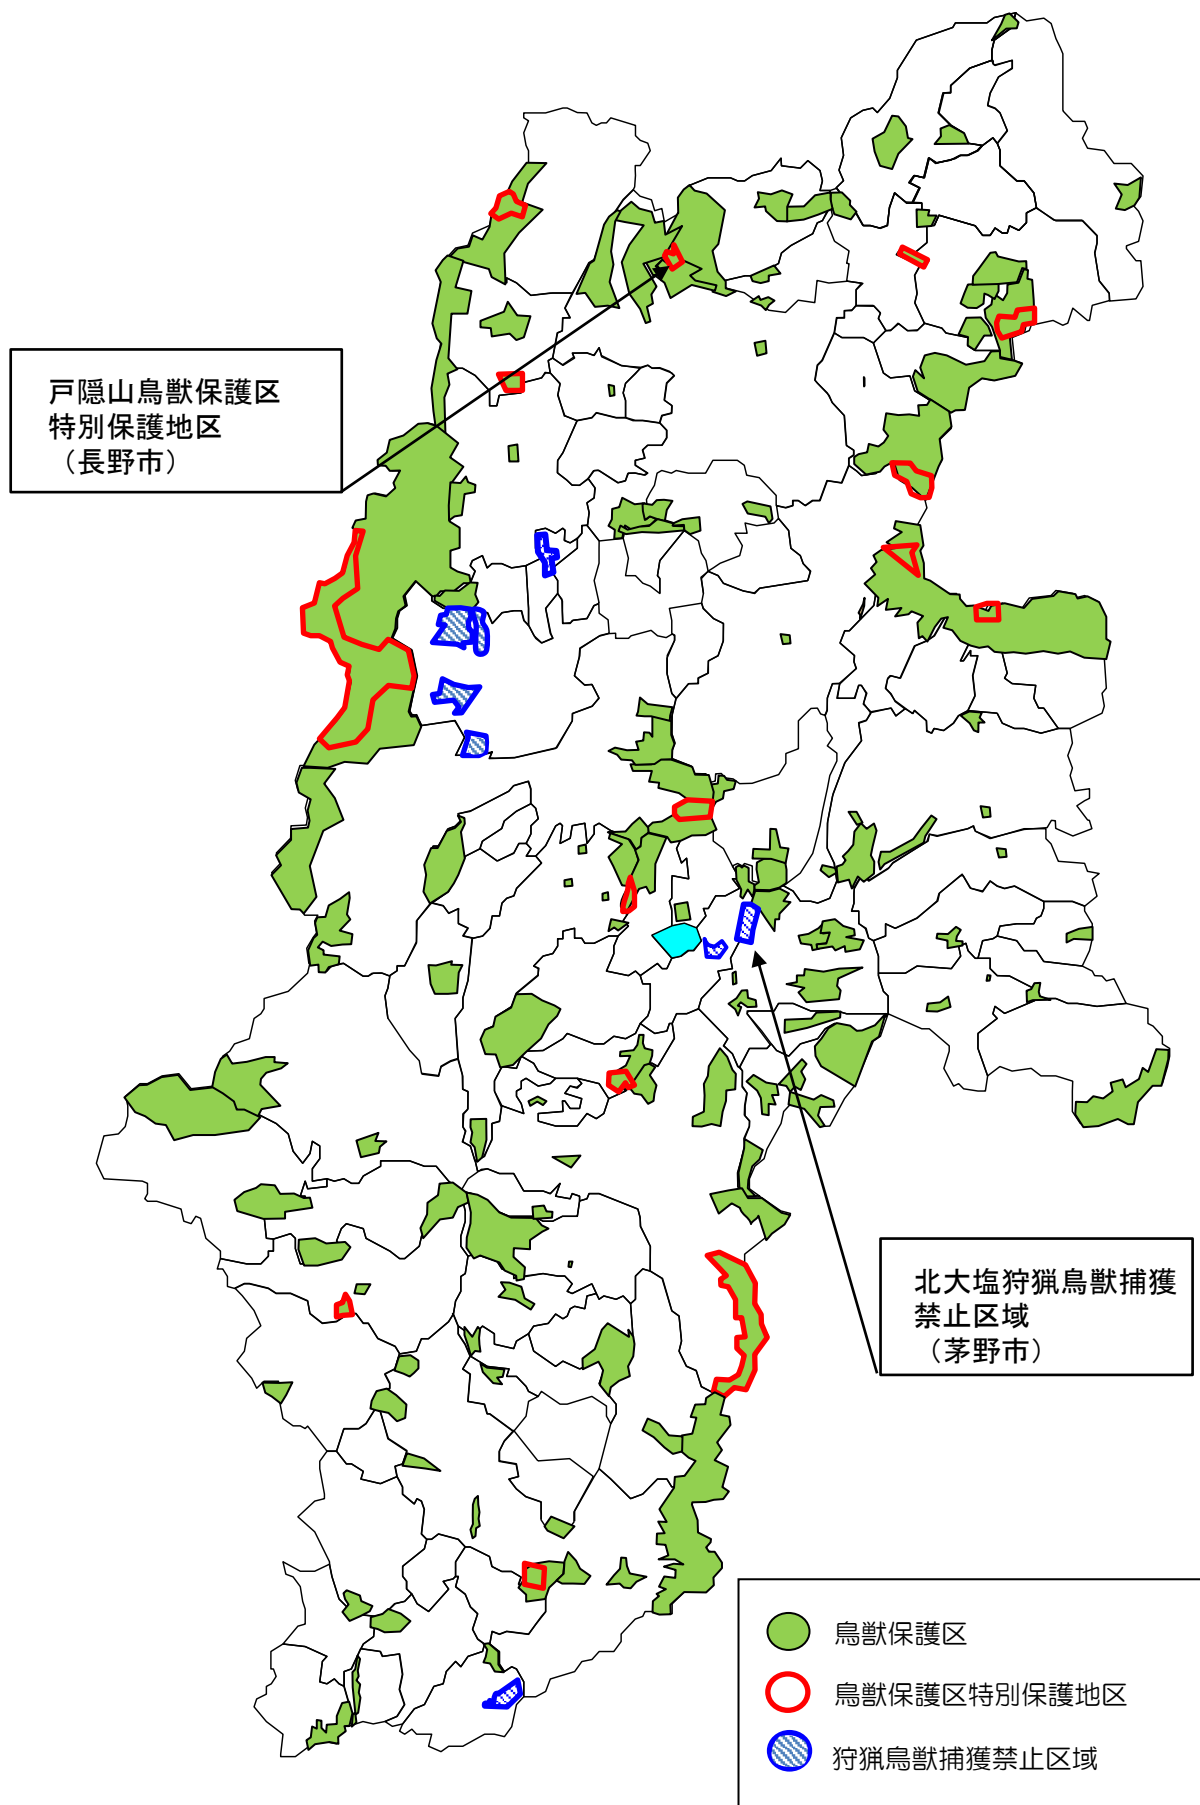 戸隠山鳥獣保護区
特別保護地区
（長野市）
北大塩狩猟鳥獣捕獲
禁止区域
（茅野市）
鳥獣保護区
鳥獣保護区特別保護地区
狩猟鳥獣捕獲禁止区域